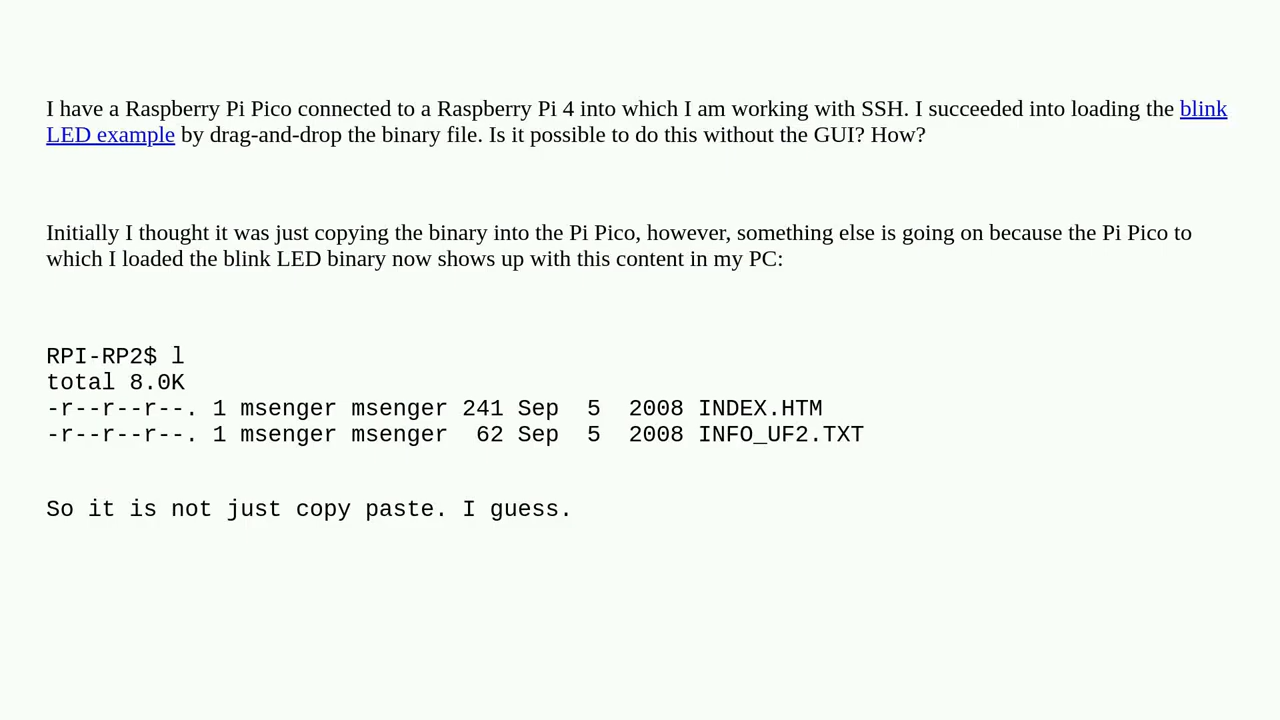 I have a Raspberry Pi Pico connected to a Raspberry Pi 4 into which I am working with SSH. I succeeded into loading the blink
LED example by drag-and-drop the binary file. Is it possible to do this without the GUI? How?
Initially I thought it was just copying the binary into the Pi Pico, however, something else is going on because the Pi Pico to
which I loaded the blink LED binary now shows up with this content in my PC:
RPI-RP2$ l
total 8.0K
-r--r--r--. 1 msenger msenger 241 Sep  5  2008 INDEX.HTM
-r--r--r--. 1 msenger msenger  62 Sep  5  2008 INFO_UF2.TXT
So it is not just copy paste. I guess.